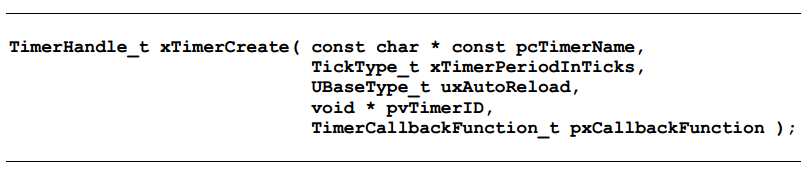 TimerHandle_t xTimerCreate( const char * const pcTimerName,
TickType_t xTimerPeriodInTicks,
UBaseType_t uxAutoReload,
void * pvTimerID,
TimerCallbackFunction_t pxCallbackFunction );